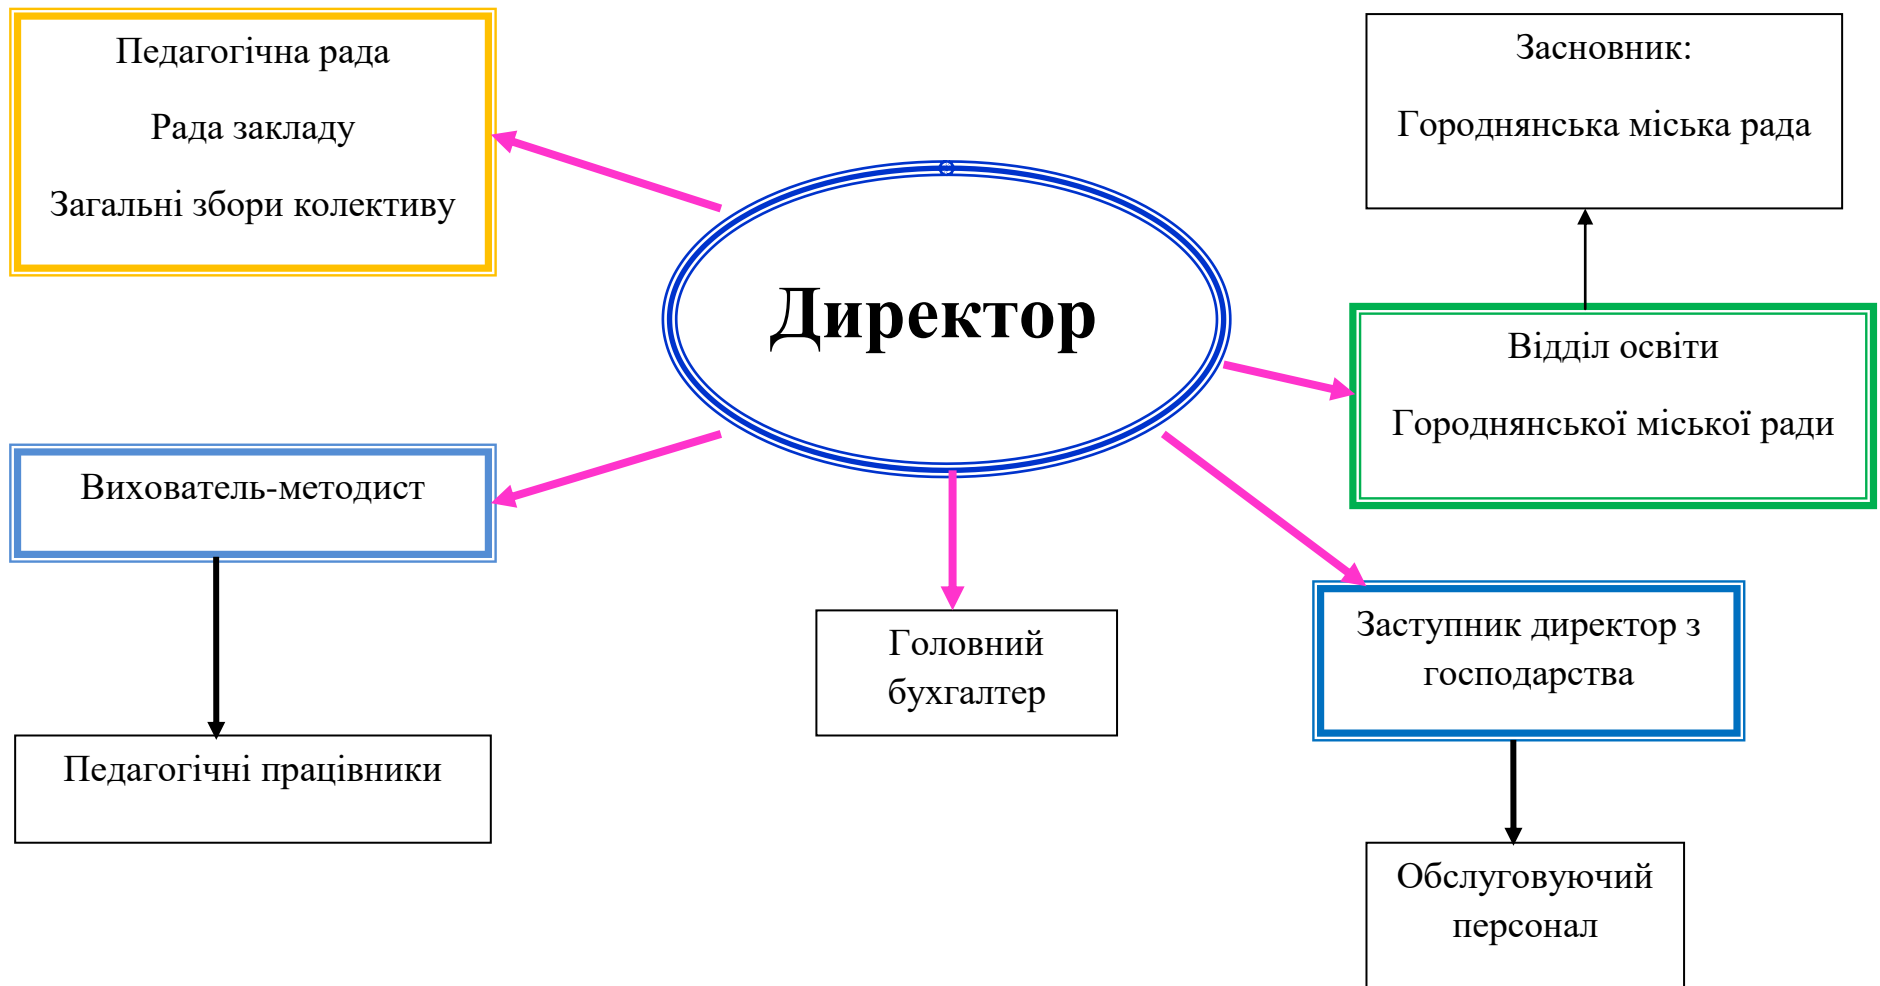 Педагогічна рада
Рада закладу
Загальні збори колективу
Засновник:
Городнянська міська рада
Директор
Відділ освіти
Городнянської міської ради
Вихователь-методист
Головний
бухгалтер
Заступник директор з
господарства
Педагогічні працівники
Обслуговуючий
персонал